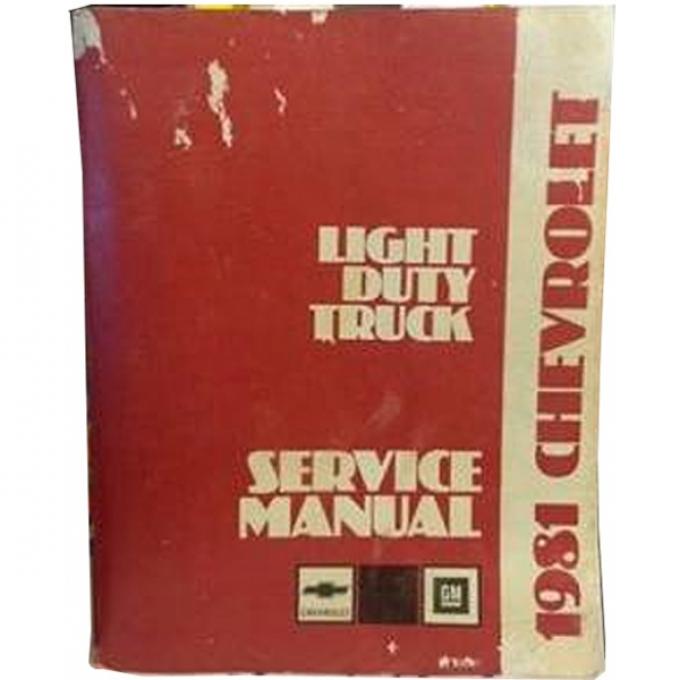 LIGHT
DUTY
TRUCK
SERVICE
MANUAL
CHEVROLET
GM
1981 CHEVROLET